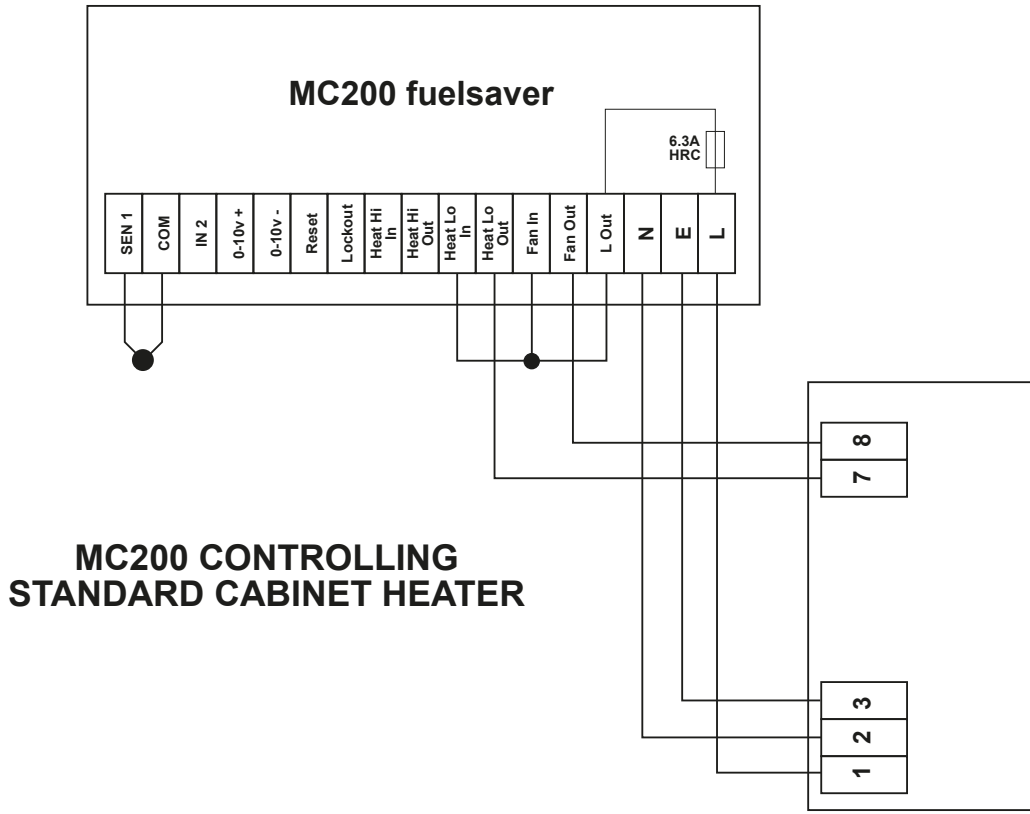 MC200 fuelsaver
6.3A
HRC
SEN 1
COM
IN 2
0-10v +
0-10v -
Reset
Lockout
Heat Hi
In
Heat Hi
Out
Heat Lo
In
Heat Lo
Out
Fan In
Fan Out
L Out
N
E
L
8
7
MC200 CONTROLLING
STANDARD CABINET HEATER
3
2
1